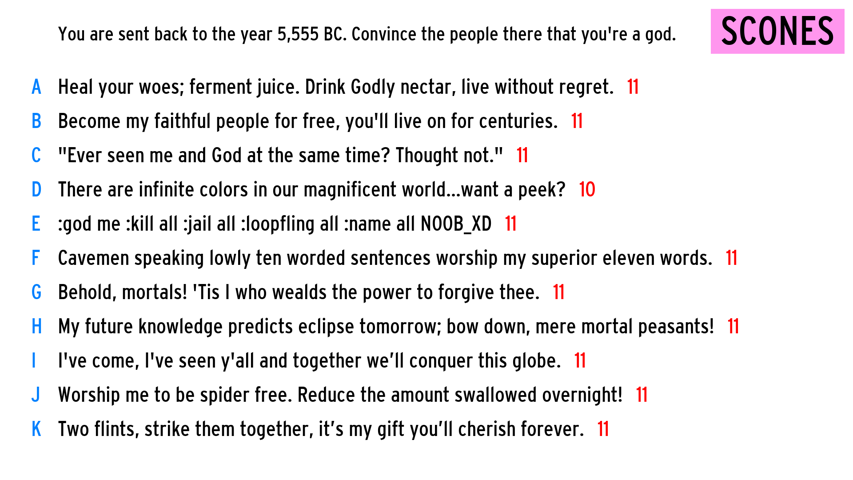 You are sent back to the year 5,555 BC. Convince the people there that you're a god.
SCONES
A Heal your woes; ferment juice. Drink Godly nectar, live without regret. 11
B Become my faithful people for free, you'll live on for centuries. 11
C "Ever seen me and God at the same time? Thought not." 11
D There are infinite colors in our magnificent world...want a peek? 10
E :god me :kill all :jail all :loopfling all :name all N00B_XD 11
F Cavemen speaking lowly ten worded sentences worship my superior eleven words. 11
G Behold, mortals! 'Tis I who wealds the power to forgive thee. 11
H My future knowledge predicts eclipse tomorrow; bow down, mere mortal peasants! 11
I I've come, I've seen y'all and together we’ll conquer this globe. 11
J Worship me to be spider free. Reduce the amount swallowed overnight! 11
K Two flints, strike them together, it’s my gift you’ll cherish forever. 11